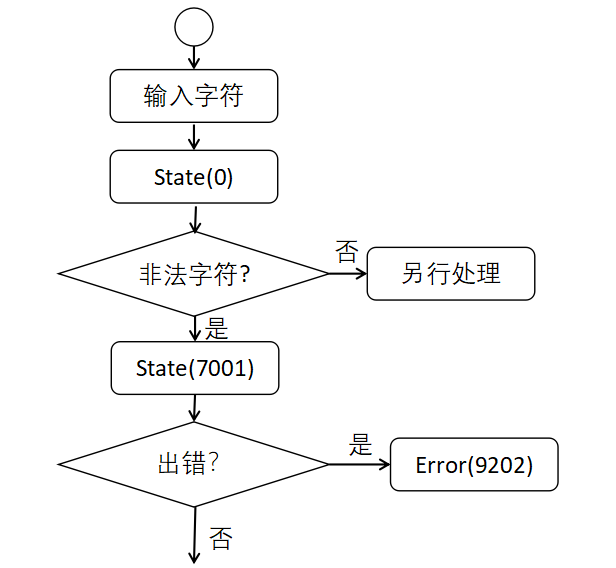 输入字符
State(0)
非法字符?
否
另行处理
是
State(7001)
出错?
是
Error(9202)
否